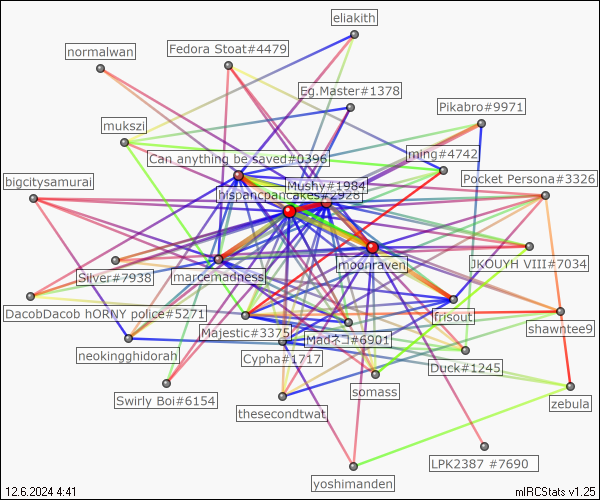 eliakith
normalwan
Fedora Stoat#4479
Eg.Master#1378
Pikabro#9971
mukszi
Can anything be saved#0396
ming#4742
bigcitysamurai
Mushy#1984
Pocket Persona#3326
hispancpancakes#2928
Silver#7938
marcemadness
moonraven
JKOUYH VIII#7034
DacobDacob hORNY police#5271
Majestic#3375
Madネコ#6901
frisout
shawntee9
neokingghidorah
Cypha#1717
Duck#1245
Swirly Boi#6154
thesecondtwat
somass
zebula
yoshimanden
LPK2387 #7690
12.6.2024 4:41
mIRCStats v1.25